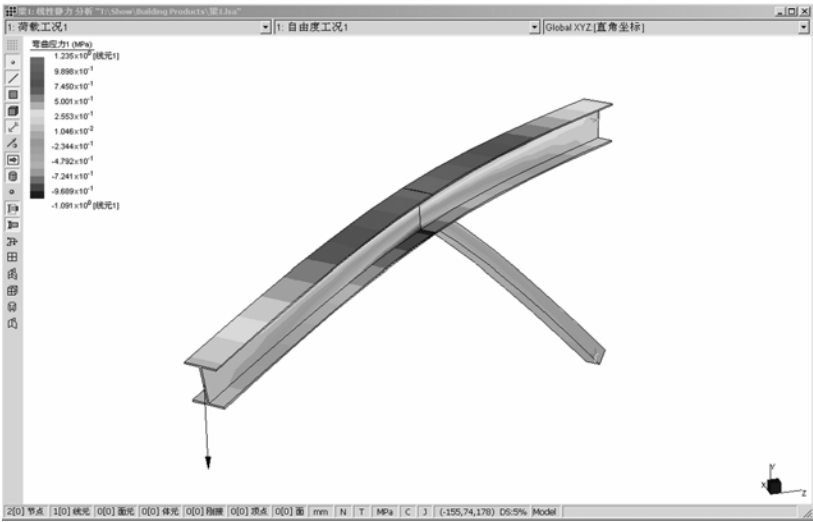 梁1: 线性静力 分析 "T:\Show\Building Products\梁1.lsa"
1: 荷载工况1 1: 自由度工况1 Global XYZ:[直角坐标]
弯曲应力1 (MPa)
1.235x10⁰ [线元1]
9.898x10⁻¹
7.450x10⁻¹
5.001x10⁻¹
2.553x10⁻¹
1.046x10⁻²
-2.344x10⁻¹
-4.792x10⁻¹
-7.241x10⁻¹
-9.689x10⁻¹
-1.091x10⁰ [线元1]
Y
X Z
2[0] 节点 1[0] 线元 0[0] 面元 0[0] 体元 0[0] 刚接 0[0] 顶点 0[0] 面 mm N T MPa C J (-155,74,178) DS:5% Model